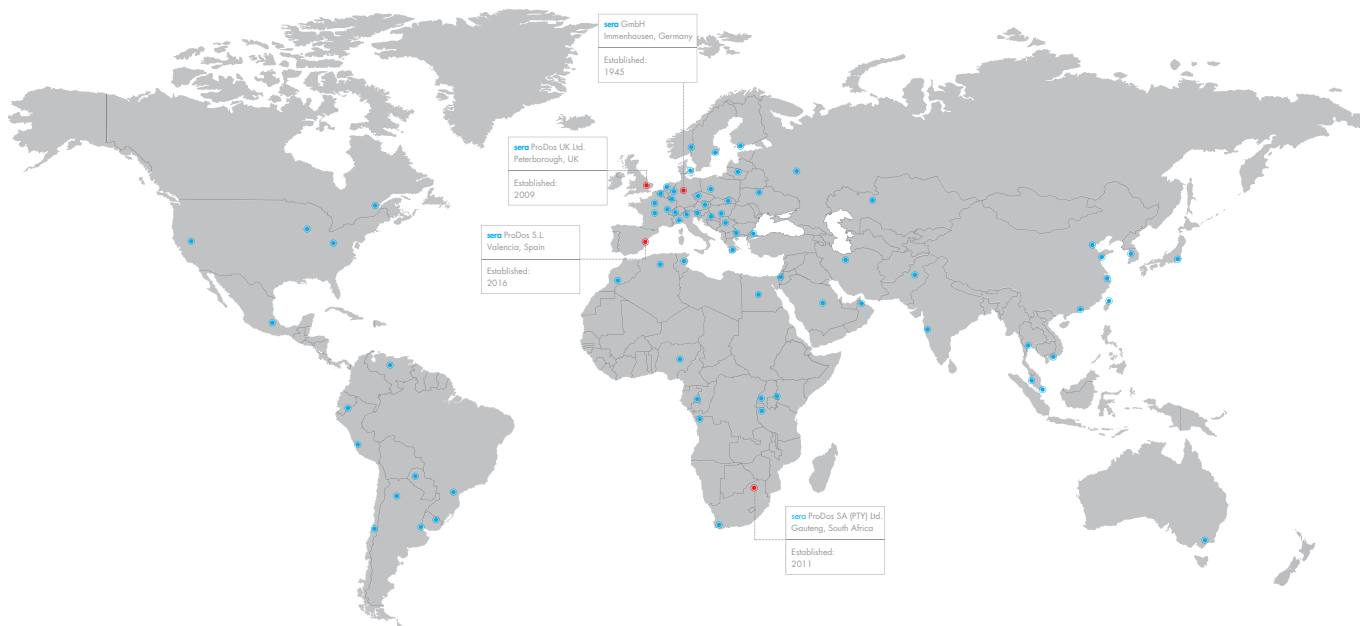 sera GmbH
Immenhausen, Germany
Established:
1945
sera ProDos UK Ltd.
Peterborough, UK
Established:
2009
sera ProDos S.L.
Valencia, Spain
Established:
2016
sera ProDos SA (PTY) Ltd.
Gauteng, South Africa
Established:
2011